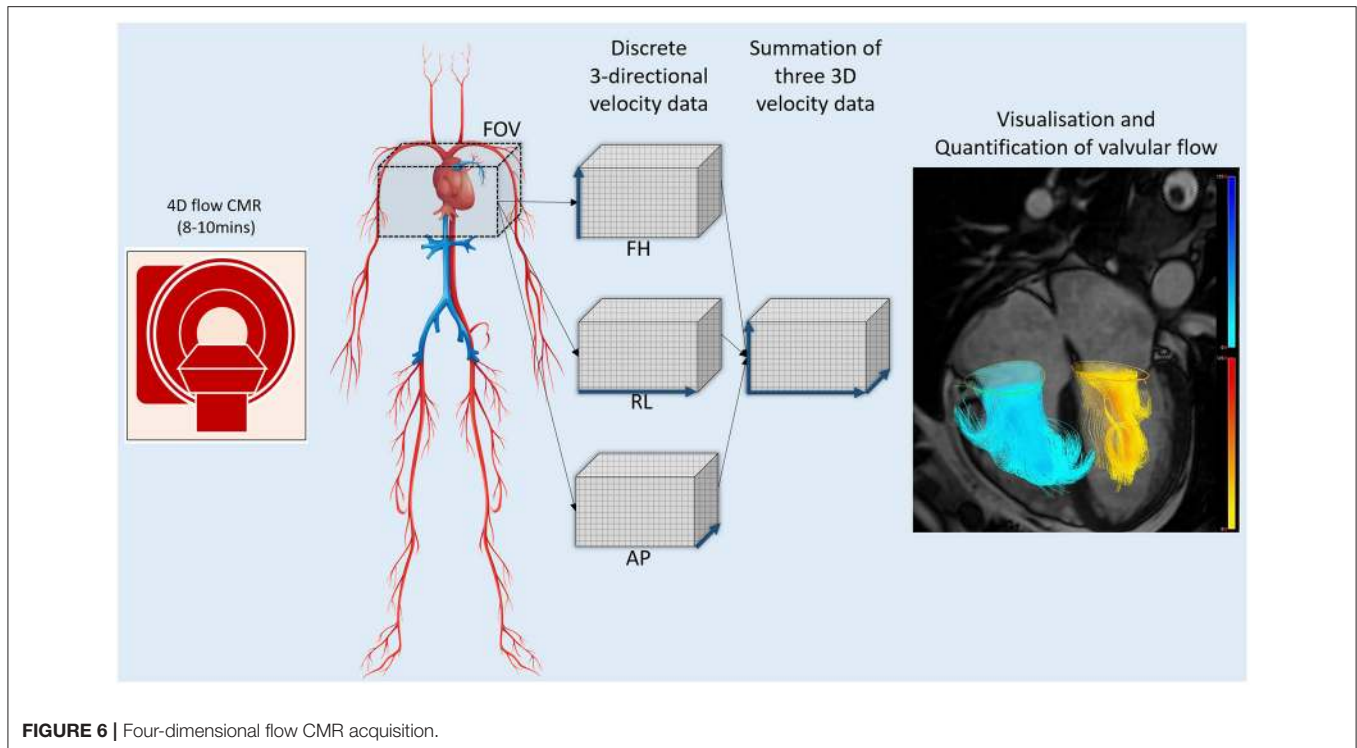 4D flow CMR
(8-10mins)
FOV
Discrete
3-directional
velocity data
FH
RL
AP
Summation of
three 3D
velocity data
Visualisation and
Quantification of valvular flow
FIGURE 6 | Four-dimensional flow CMR acquisition.